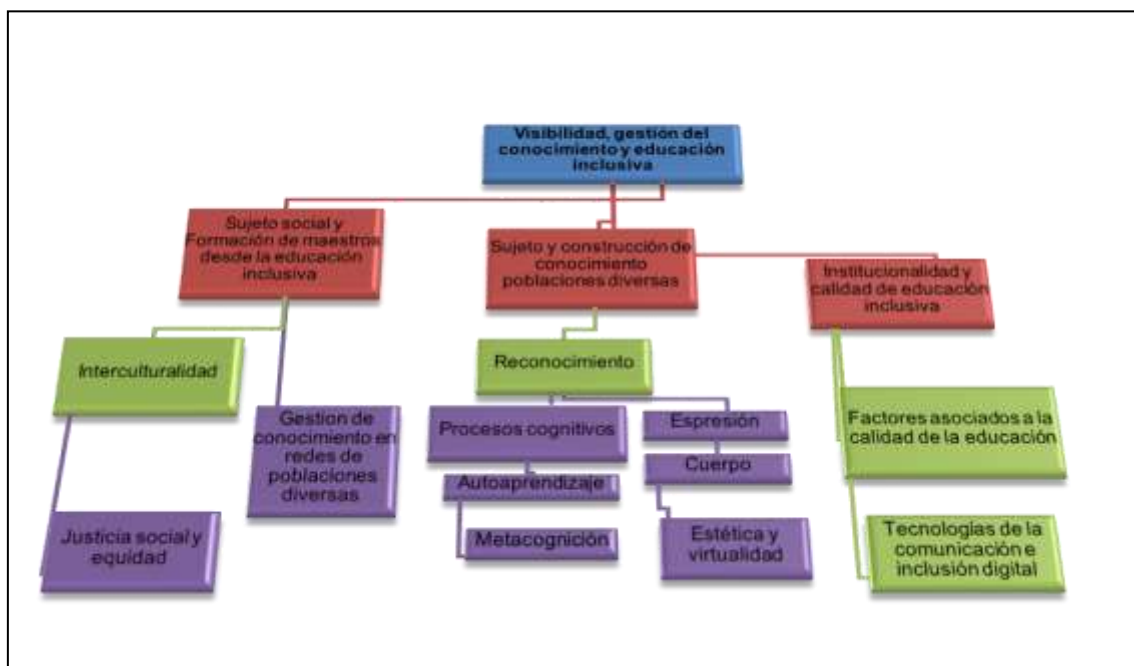 Visibilidad, gestión del
conocimiento y educación
inclusiva
Sujeto social y
Formación de maestros
desde la educación
inclusiva
Sujeto y construcción de
conocimiento
poblaciones diversas
Institucionalidad y
calidad de educación
inclusiva
Interculturalidad
Gestion de
conocimiento en
redes de
poblaciones
diversas
Justicia social y
equidad
Reconocimiento
Procesos cognitivos
Autoaprendizaje
Metacognición
Espresión
Cuerpo
Estética y
virtualidad
Factores asociados a la
calidad de la educación
Tecnologías de la
comunicación e
inclusión digital